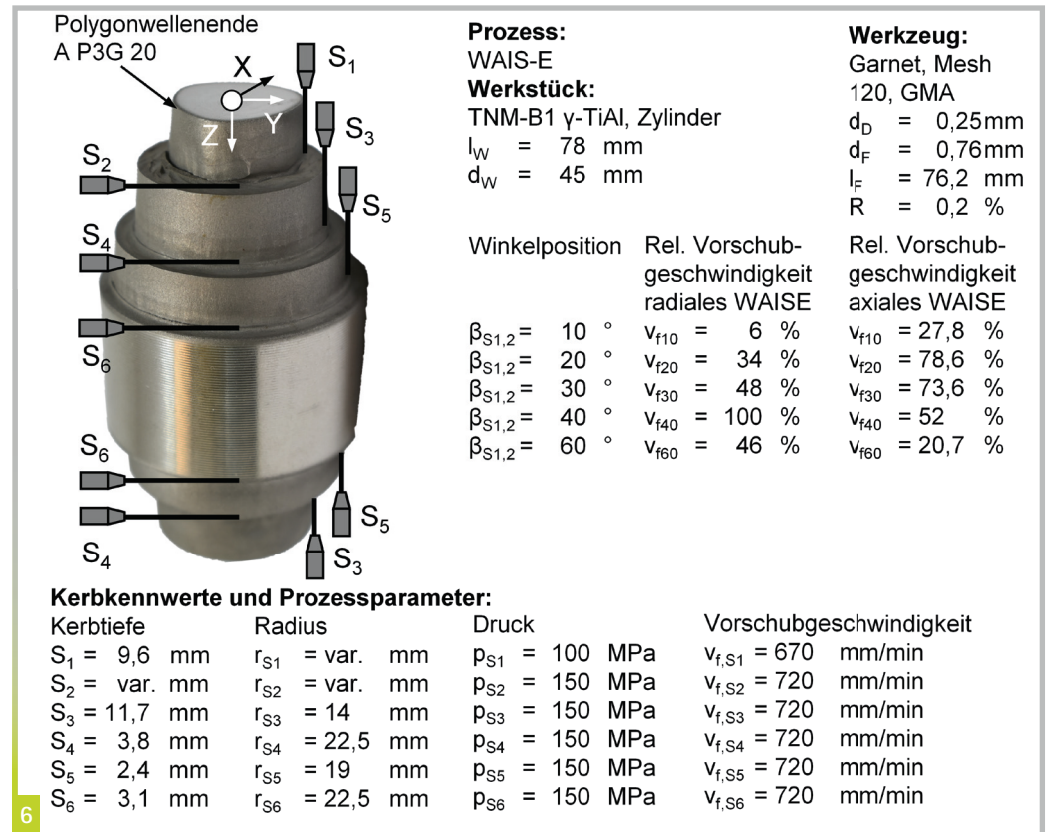 Polygonwellenende
A P3G 20
X
Y
Z
S1
S3
S2
S5
S4
S6
S6
S5
S4
S3
Prozess:
WAIS-E
Werkstück:
TNM-B1 γ-TiAl, Zylinder
lW = 78 mm
dW = 45 mm
Werkzeug:
Garnet, Mesh
120, GMA
dD = 0,25mm
dF = 0,76mm
lF = 76,2 mm
R = 0,2 %
Winkelposition Rel. Vorschub- Rel. Vorschub-
geschwindigkeit geschwindigkeit
radiales WAISE axiales WAISE
βS1,2 = 10 ° vf10 = 6 % vf10 = 27,8 %
βS1,2 = 20 ° vf20 = 34 % vf20 = 78,6 %
βS1,2 = 30 ° vf30 = 48 % vf30 = 73,6 %
βS1,2 = 40 ° vf40 = 100 % vf40 = 52 %
βS1,2 = 60 ° vf60 = 46 % vf60 = 20,7 %
Kerbkennwerte und Prozessparameter:
Kerbtiefe Radius Druck Vorschubgeschwindigkeit
S1 = 9,6 mm rS1 = var. mm pS1 = 100 MPa vf,S1 = 670 mm/min
S2 = var. mm rS2 = var. mm pS2 = 150 MPa vf,S2 = 720 mm/min
S3 = 11,7 mm rS3 = 14 mm pS3 = 150 MPa vf,S3 = 720 mm/min
S4 = 3,8 mm rS4 = 22,5 mm pS4 = 150 MPa vf,S4 = 720 mm/min
S5 = 2,4 mm rS5 = 19 mm pS5 = 150 MPa vf,S5 = 720 mm/min
S6 = 3,1 mm rS6 = 22,5 mm pS6 = 150 MPa vf,S6 = 720 mm/min
6